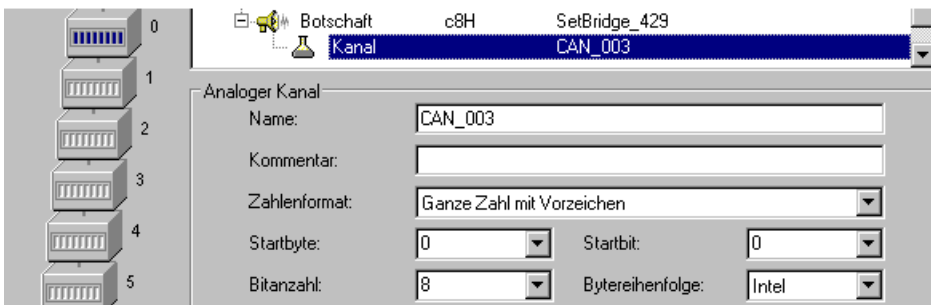 0
1
2
3
4
5
Botschaft c8H SetBridge_429
Kanal CAN_003
Analoger Kanal
Name: CAN_003
Kommentar:
Zahlenformat: Ganze Zahl mit Vorzeichen
Startbyte: 0 Startbit: 0
Bitanzahl: 8 Bytereihenfolge: Intel